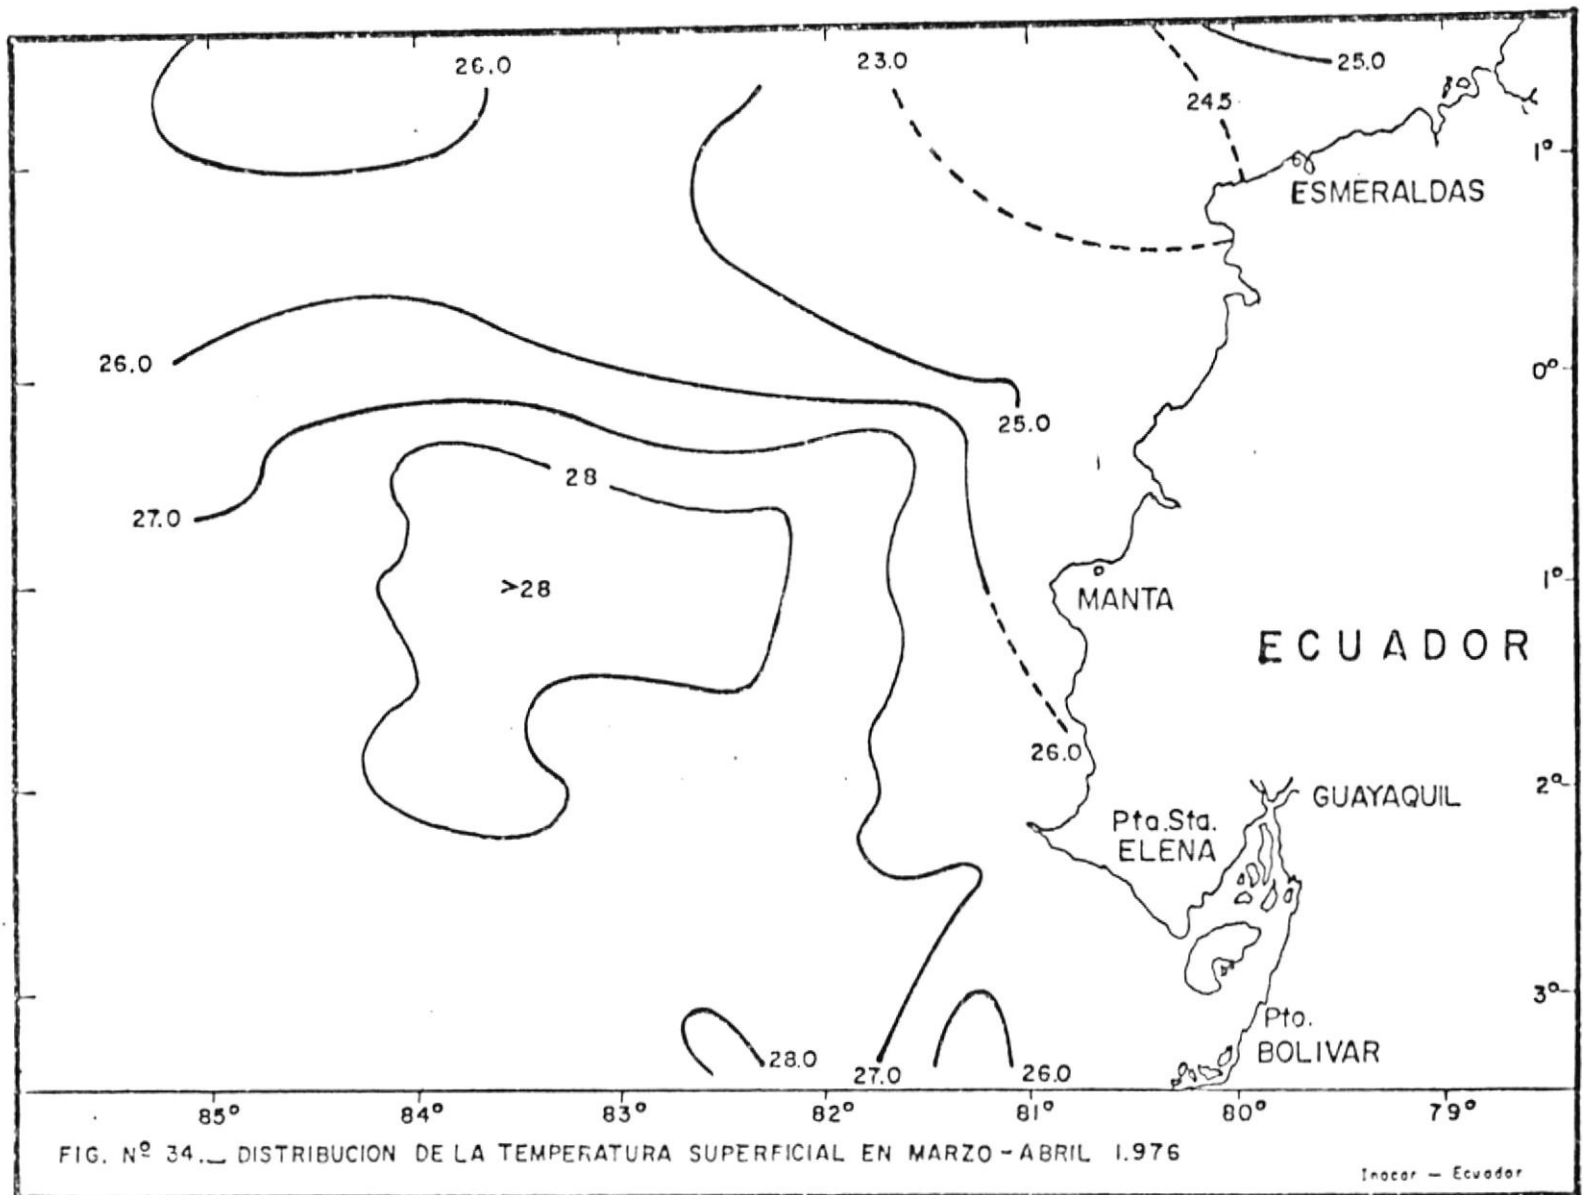 26.0
23.0
25.0
24.5
1°
ESMERALDAS
26.0
0°
25.0
28
27.0
>28
1°
MANTA
ECUADOR
26.0
2°
GUAYAQUIL
Pta.Sta.
ELENA
3°
Pto.
BOLIVAR
28.0
27.0
26.0
85° 84° 83° 82° 81° 80° 79°
FIG. Nº 34._ DISTRIBUCION DE LA TEMPERATURA SUPERFICIAL EN MARZO-ABRIL 1.976
Inocar - Ecuador